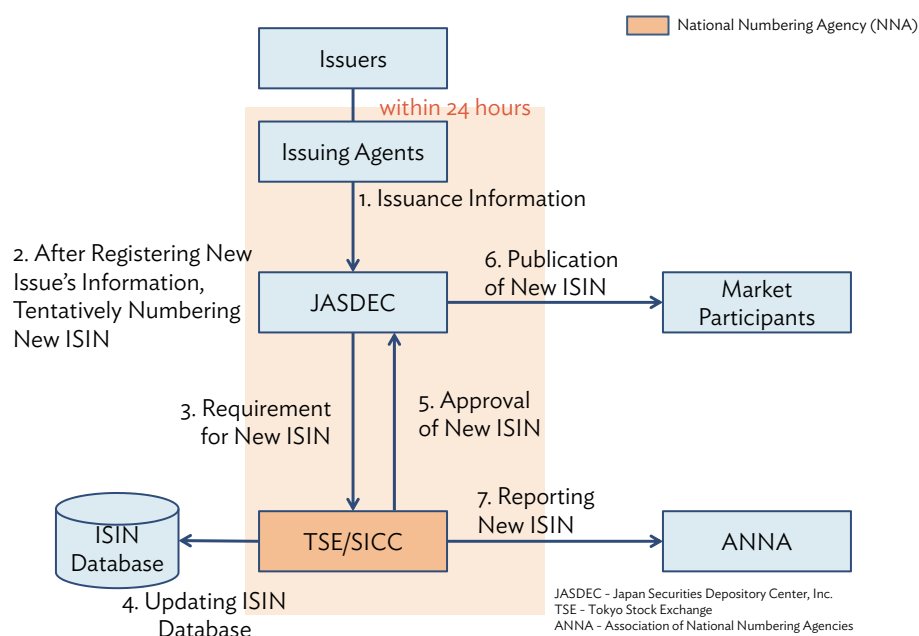 National Numbering Agency (NNA)
Issuers
within 24 hours
Issuing Agents
1. Issuance Information
2. After Registering New
Issue's Information,
Tentatively Numbering
New ISIN
JASDEC
6. Publication
of New ISIN
Market
Participants
3. Requirement
for New ISIN
5. Approval
of New ISIN
ISIN
Database
TSE/SICC
7. Reporting
New ISIN
ANNA
4. Updating ISIN
Database
JASDEC - Japan Securities Depository Center, Inc.
TSE - Tokyo Stock Exchange
ANNA - Association of National Numbering Agencies